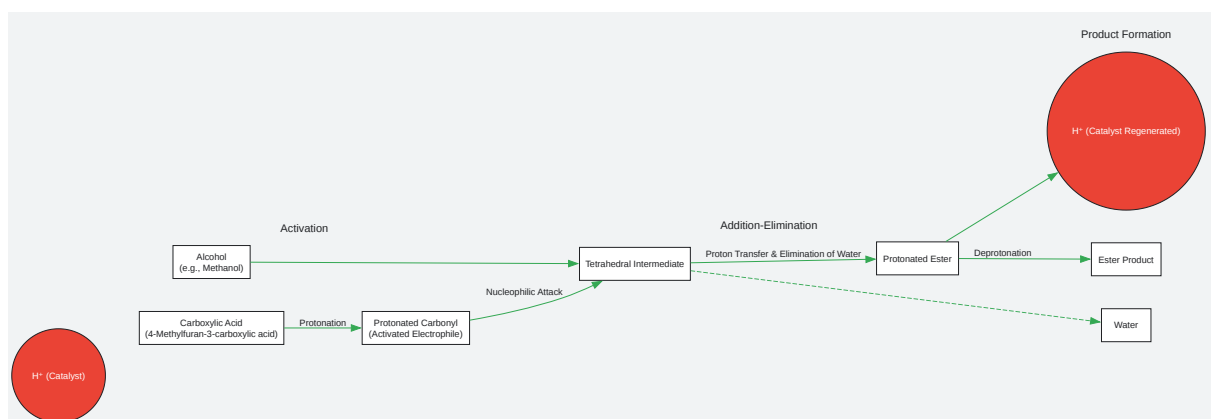 Product Formation
H⁺ (Catalyst Regenerated)
Activation
Addition-Elimination
Alcohol
(e.g., Methanol)
Tetrahedral Intermediate
Proton Transfer & Elimination of Water
Protonated Ester
Deprotonation
Ester Product
Nucleophilic Attack
Carboxylic Acid
(4-Methylfuran-3-carboxylic acid)
Protonation
Protonated Carbonyl
(Activated Electrophile)
Water
H⁺ (Catalyst)